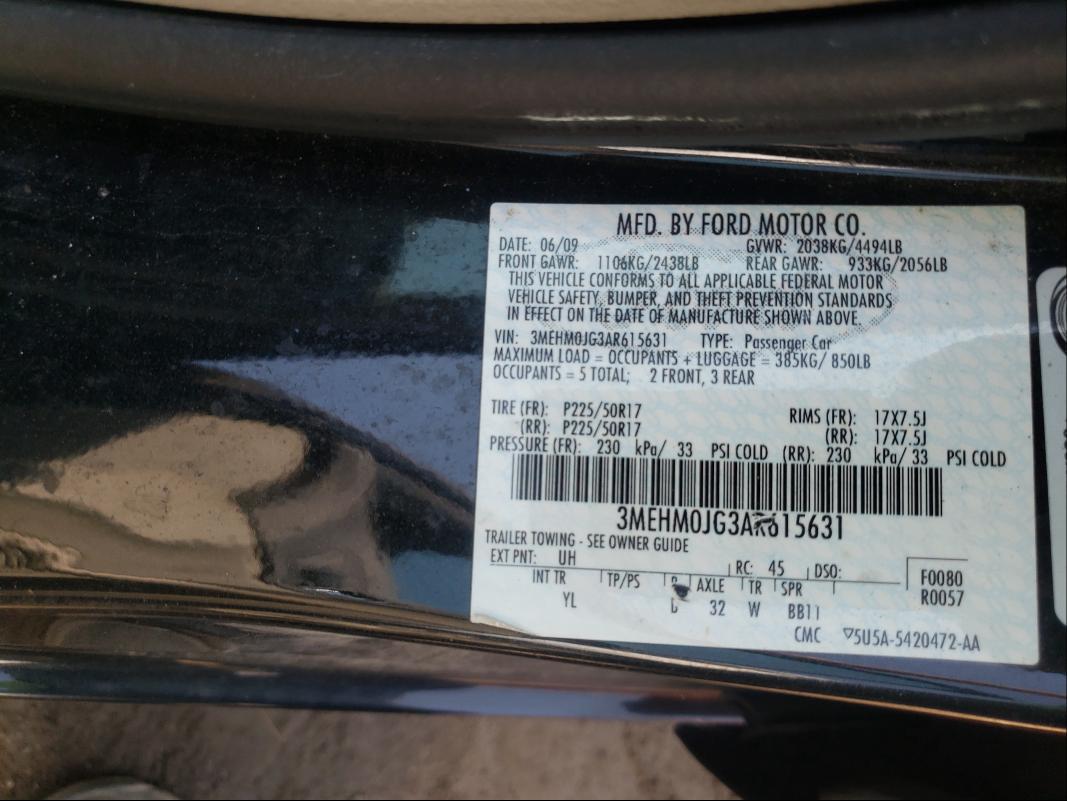 MFD. BY FORD MOTOR CO.
DATE: 06/09 GVWR: 2038KG/4494LB
FRONT GAWR: 1106KG/2438LB REAR GAWR: 933KG/2056LB
THIS VEHICLE CONFORMS TO ALL APPLICABLE FEDERAL MOTOR
VEHICLE SAFETY, BUMPER, AND THEFT PREVENTION STANDARDS
IN EFFECT ON THE DATE OF MANUFACTURE SHOWN ABOVE.
VIN: 3MEHM0JG3AR615631 TYPE: Passenger Car
MAXIMUM LOAD = OCCUPANTS + LUGGAGE = 385KG/ 850LB
OCCUPANTS = 5 TOTAL; 2 FRONT, 3 REAR
TIRE (FR): P225/50R17 RIMS (FR): 17X7.5J
(RR): P225/50R17 (RR): 17X7.5J
PRESSURE (FR): 230 kPa/ 33 PSI COLD (RR): 230 kPa/ 33 PSI COLD
3MEHM0JG3AR615631
TRAILER TOWING - SEE OWNER GUIDE
EXT PNT: UH RC: 45 DSO: F0080
INT TR TP/PS AXLE TR SPR R0057
YL 32 W BB11
CMC ▽5U5A-5420472-AA